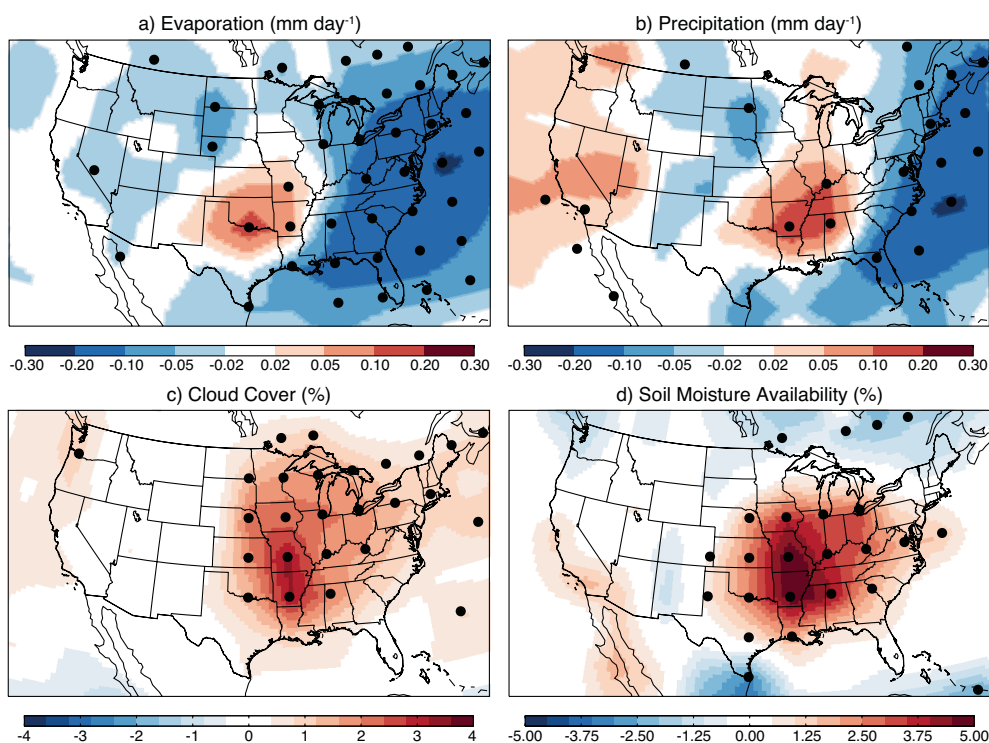 a) Evaporation (mm day⁻¹)
b) Precipitation (mm day⁻¹)
-0.30 -0.20 -0.10 -0.05 -0.02 0.02 0.05 0.10 0.20 0.30
-0.30 -0.20 -0.10 -0.05 -0.02 0.02 0.05 0.10 0.20 0.30
c) Cloud Cover (%)
d) Soil Moisture Availability (%)
-4 -3 -2 -1 0 1 2 3 4
-5.00 -3.75 -2.50 -1.25 0.00 1.25 2.50 3.75 5.00